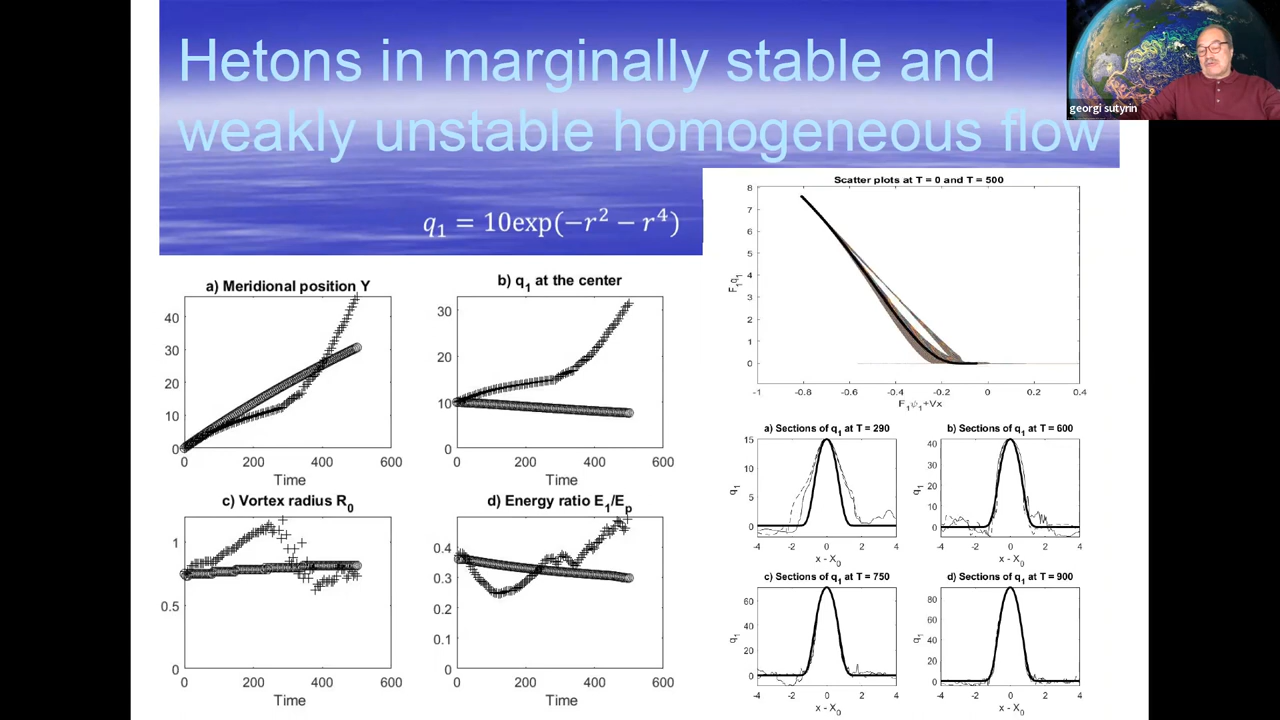 Hetons in marginally stable and
weakly unstable homogeneous flow
georgi sutyrin
q₁ = 10exp(−r² − r⁴)
a) Meridional position Y
40
30
20
10
0
0 200 400 600
Time
b) q₁ at the center
30
20
10
0
0 200 400 600
Time
c) Vortex radius R₀
1
0.5
0
0 200 400 600
Time
d) Energy ratio E₁/Eₚ
0.4
0.3
0.2
0.1
0
0 200 400 600
Time
Scatter plots at T = 0 and T = 500
F₁q₁
8
7
6
5
4
3
2
1
0
-1 -0.8 -0.6 -0.4 -0.2 0 0.2 0.4
F₁ψ₁+Vx
a) Sections of q₁ at T = 290
q₁
15
10
5
0
-4 -2 0 2 4
x - X₀
b) Sections of q₁ at T = 600
q₁
40
30
20
10
0
-4 -2 0 2 4
x - X₀
c) Sections of q₁ at T = 750
q₁
60
40
20
0
-4 -2 0 2 4
x - X₀
d) Sections of q₁ at T = 900
q₁
80
60
40
20
0
-4 -2 0 2 4
x - X₀